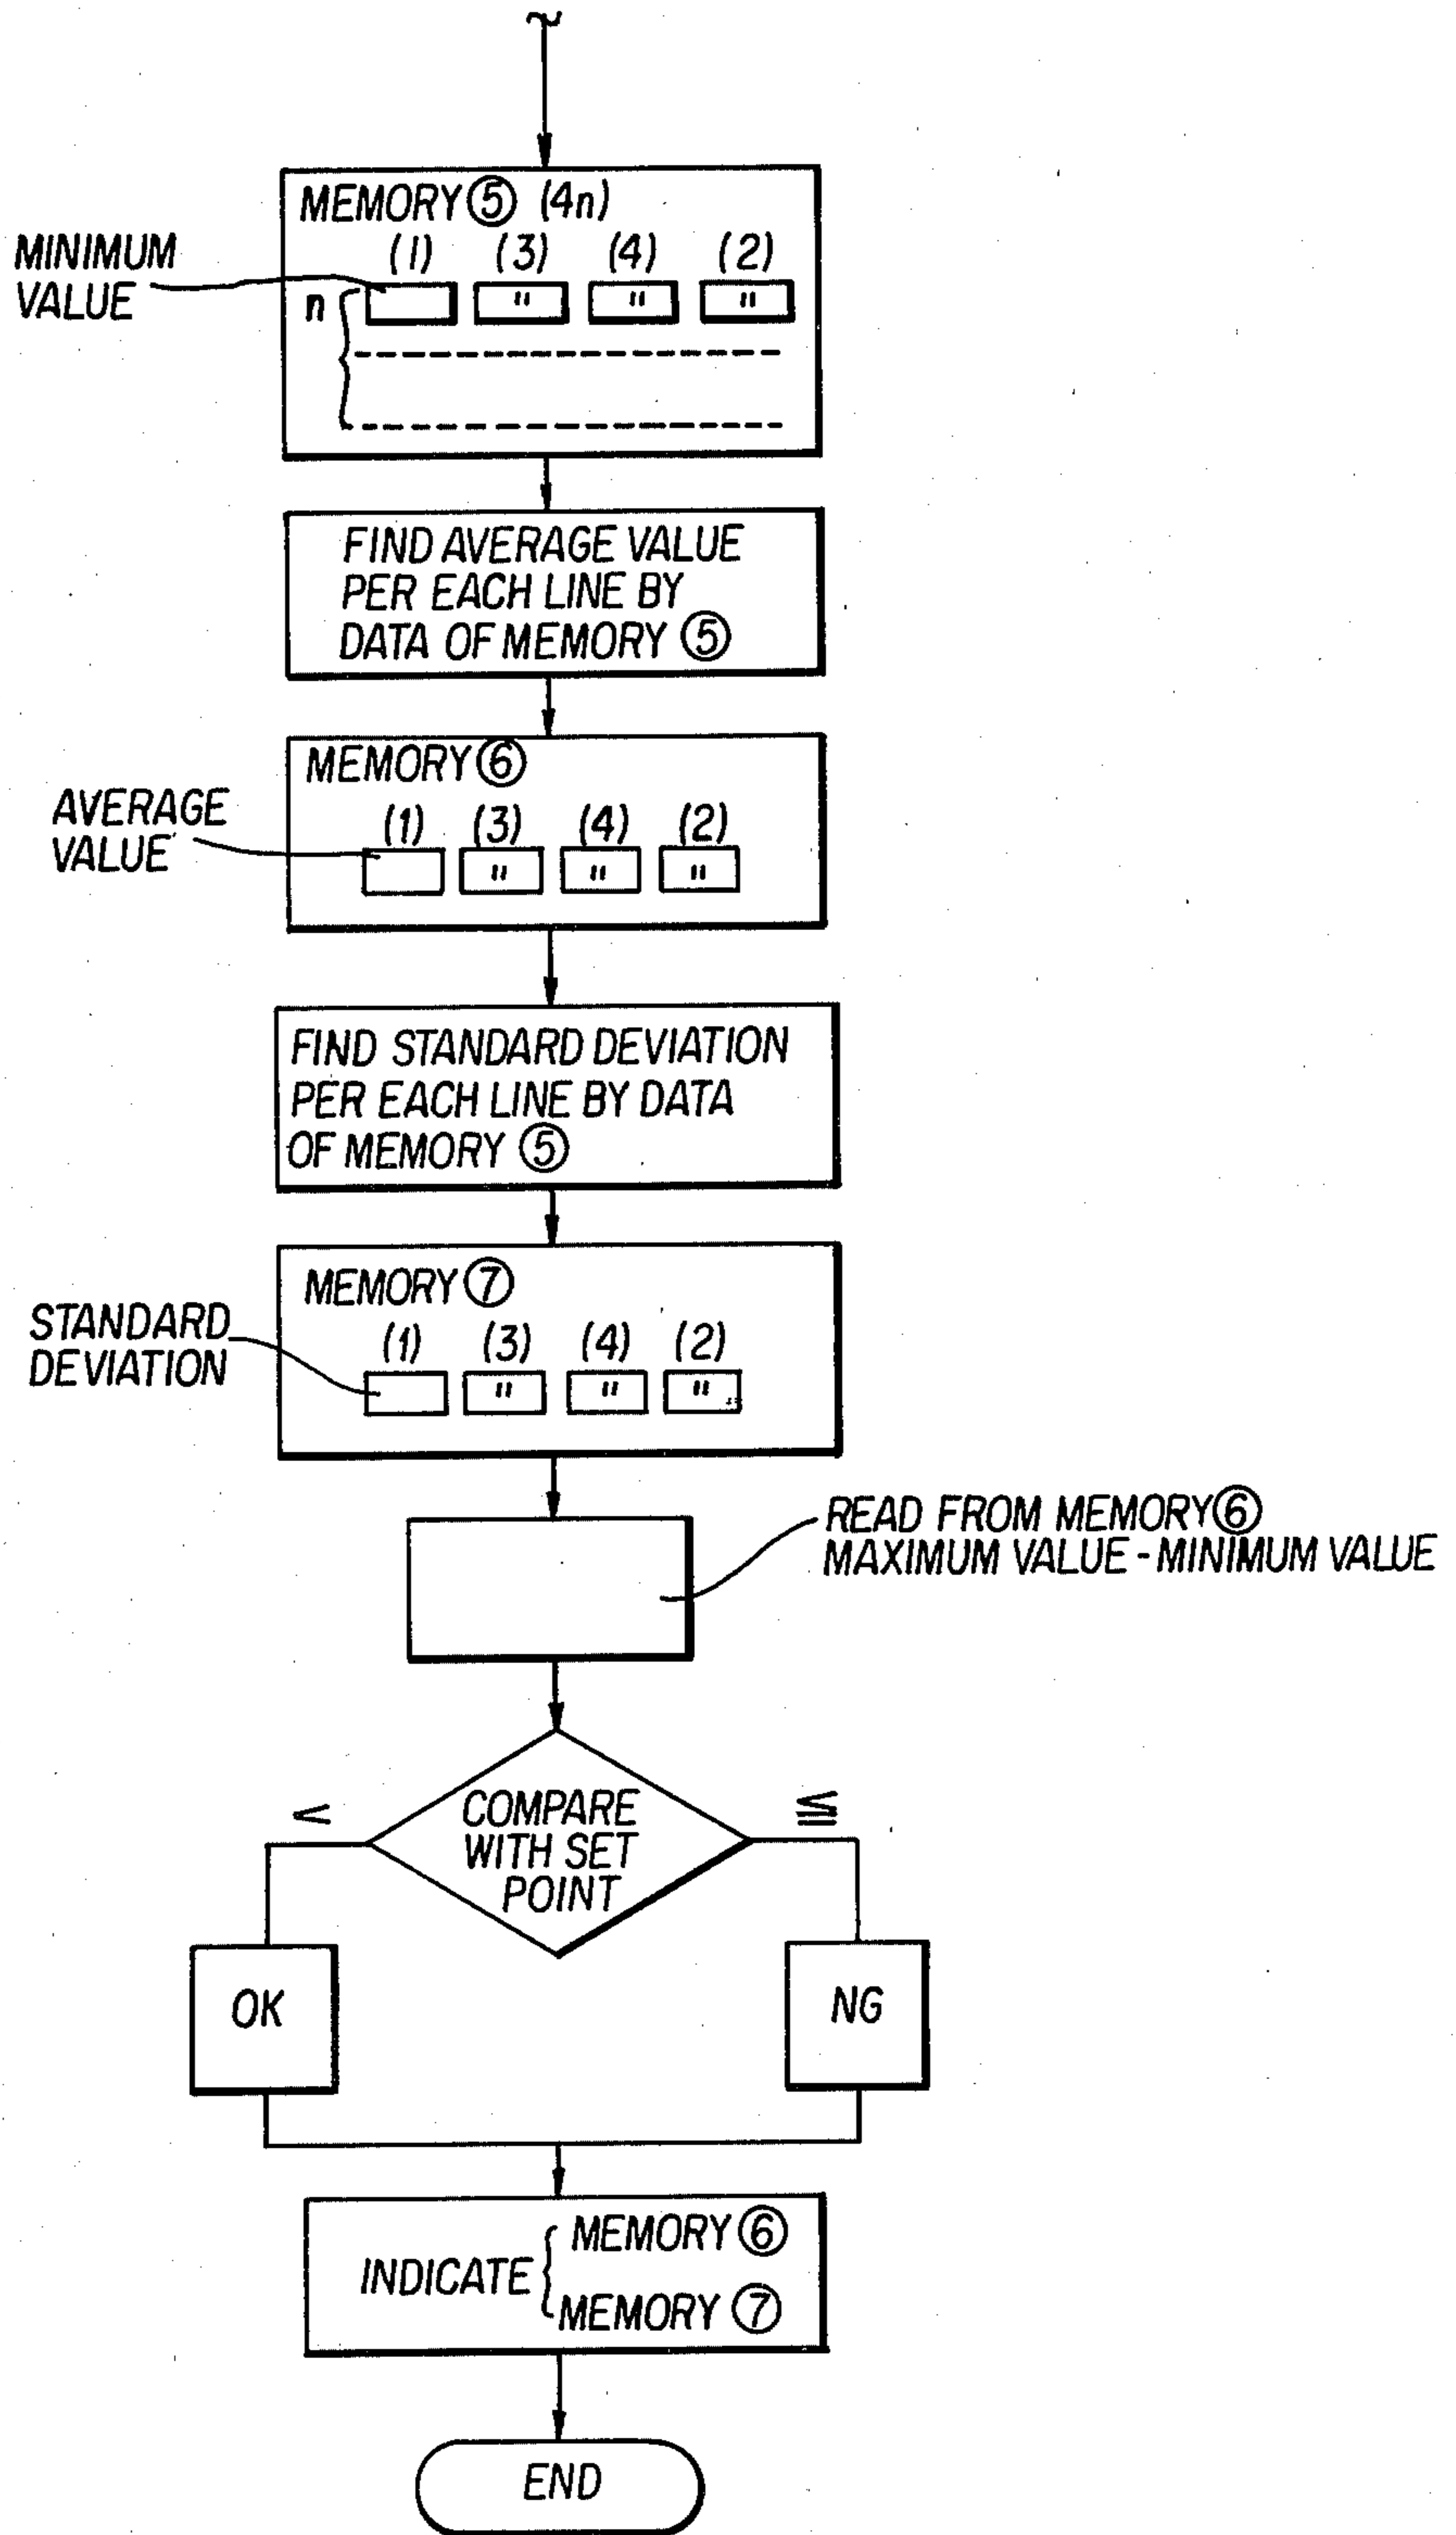 MEMORY ⑤ (4n)
MINIMUM
VALUE
(1) (3) (4) (2)
n " " "
FIND AVERAGE VALUE
PER EACH LINE BY
DATA OF MEMORY ⑤
MEMORY ⑥
AVERAGE
VALUE
(1) (3) (4) (2)
" " "
FIND STANDARD DEVIATION
PER EACH LINE BY DATA
OF MEMORY ⑤
MEMORY ⑦
STANDARD
DEVIATION
(1) (3) (4) (2)
" " "
READ FROM MEMORY ⑥
MAXIMUM VALUE - MINIMUM VALUE
< ≦
COMPARE
WITH SET
POINT
OK
NG
INDICATE { MEMORY ⑥
MEMORY ⑦
END